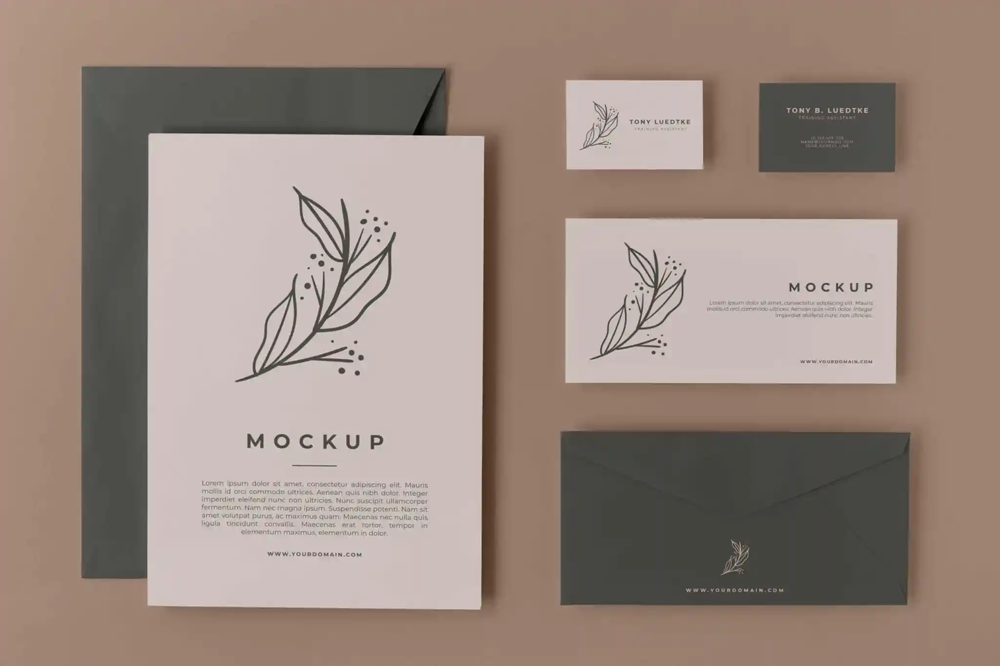 MOCKUP
Lorem ipsum dolor sit amet, consectetur adipiscing elit. Mauris
mollis id orci commodo ultrices. Aenean quis nibh dolor. Integer
imperdiet eleifend nunc non ultricies. Nunc suscipit ullamcorper
fermentum. Nam nec magna ipsum. Suspendisse potenti. Nam sit
amet volutpat purus, ac maximus quam. Maecenas nec nulla quis
ligula tincidunt convallis. Maecenas erat tortor, tempor in
elementum maximus, elementum in dolor.
WWW.YOURDOMAIN.COM
TONY LUEDTKE
TRAINING ASSISTANT
TONY B. LUEDTKE
TRAINING ASSISTANT
NAME@YOURMAIL.COM
YOUR ADRESS LINE
MOCKUP
Lorem ipsum dolor sit amet, consectetur adipiscing elit. Mauris
mollis id orci commodo ultrices. Aenean quis nibh dolor. Integer
imperdiet eleifend nunc non ultricies.
WWW.YOURDOMAIN.COM
WWW.YOURDOMAIN.COM